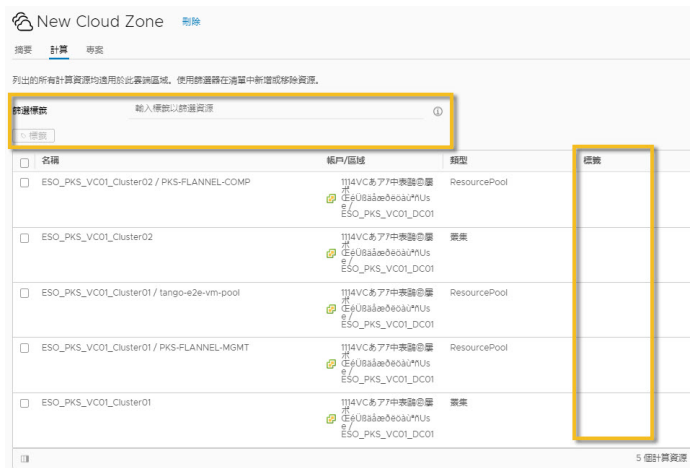 New Cloud Zone 刪除
摘要 計算 專案
列出的所有計算資源均適用於此雲端區域。使用篩選器在清單中新增或移除資源。
篩選標籤 輸入標籤以篩選資源
標籤
名稱 帳戶/區域 類型 標籤
ESO_PKS_VC01_Cluster02 / PKS-FLANNEL-COMP
ESO_PKS_VC01_DC01
ResourcePool
ESO_PKS_VC01_Cluster02
ESO_PKS_VC01_DC01
叢集
ESO_PKS_VC01_Cluster01 / tango-e2e-vm-pool
ESO_PKS_VC01_DC01
ResourcePool
ESO_PKS_VC01_Cluster01 / PKS-FLANNEL-MGMT
ESO_PKS_VC01_DC01
ResourcePool
ESO_PKS_VC01_Cluster01
ESO_PKS_VC01_DC01
叢集
5 個計算資源